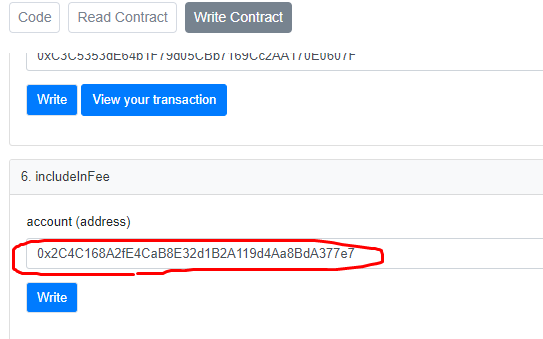 Code Read Contract Write Contract
Write View your transaction
6. includeInFee
account (address)
0x2C4C168A2fE4CaB8E32d1B2A119d4Aa8BdA377e7
Write